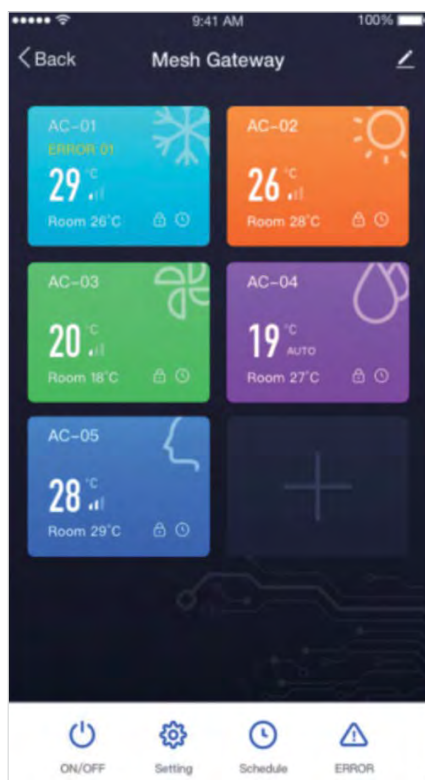 9:41 AM 100%
Back Mesh Gateway
AC-01
ERROR 01
29 °C
Room 26°C
AC-02
26 °C
Room 28°C
AC-03
20 °C
Room 18°C
AC-04
19 °C
AUTO
Room 27°C
AC-05
28 °C
Room 29°C
ON/OFF Setting Schedule ERROR